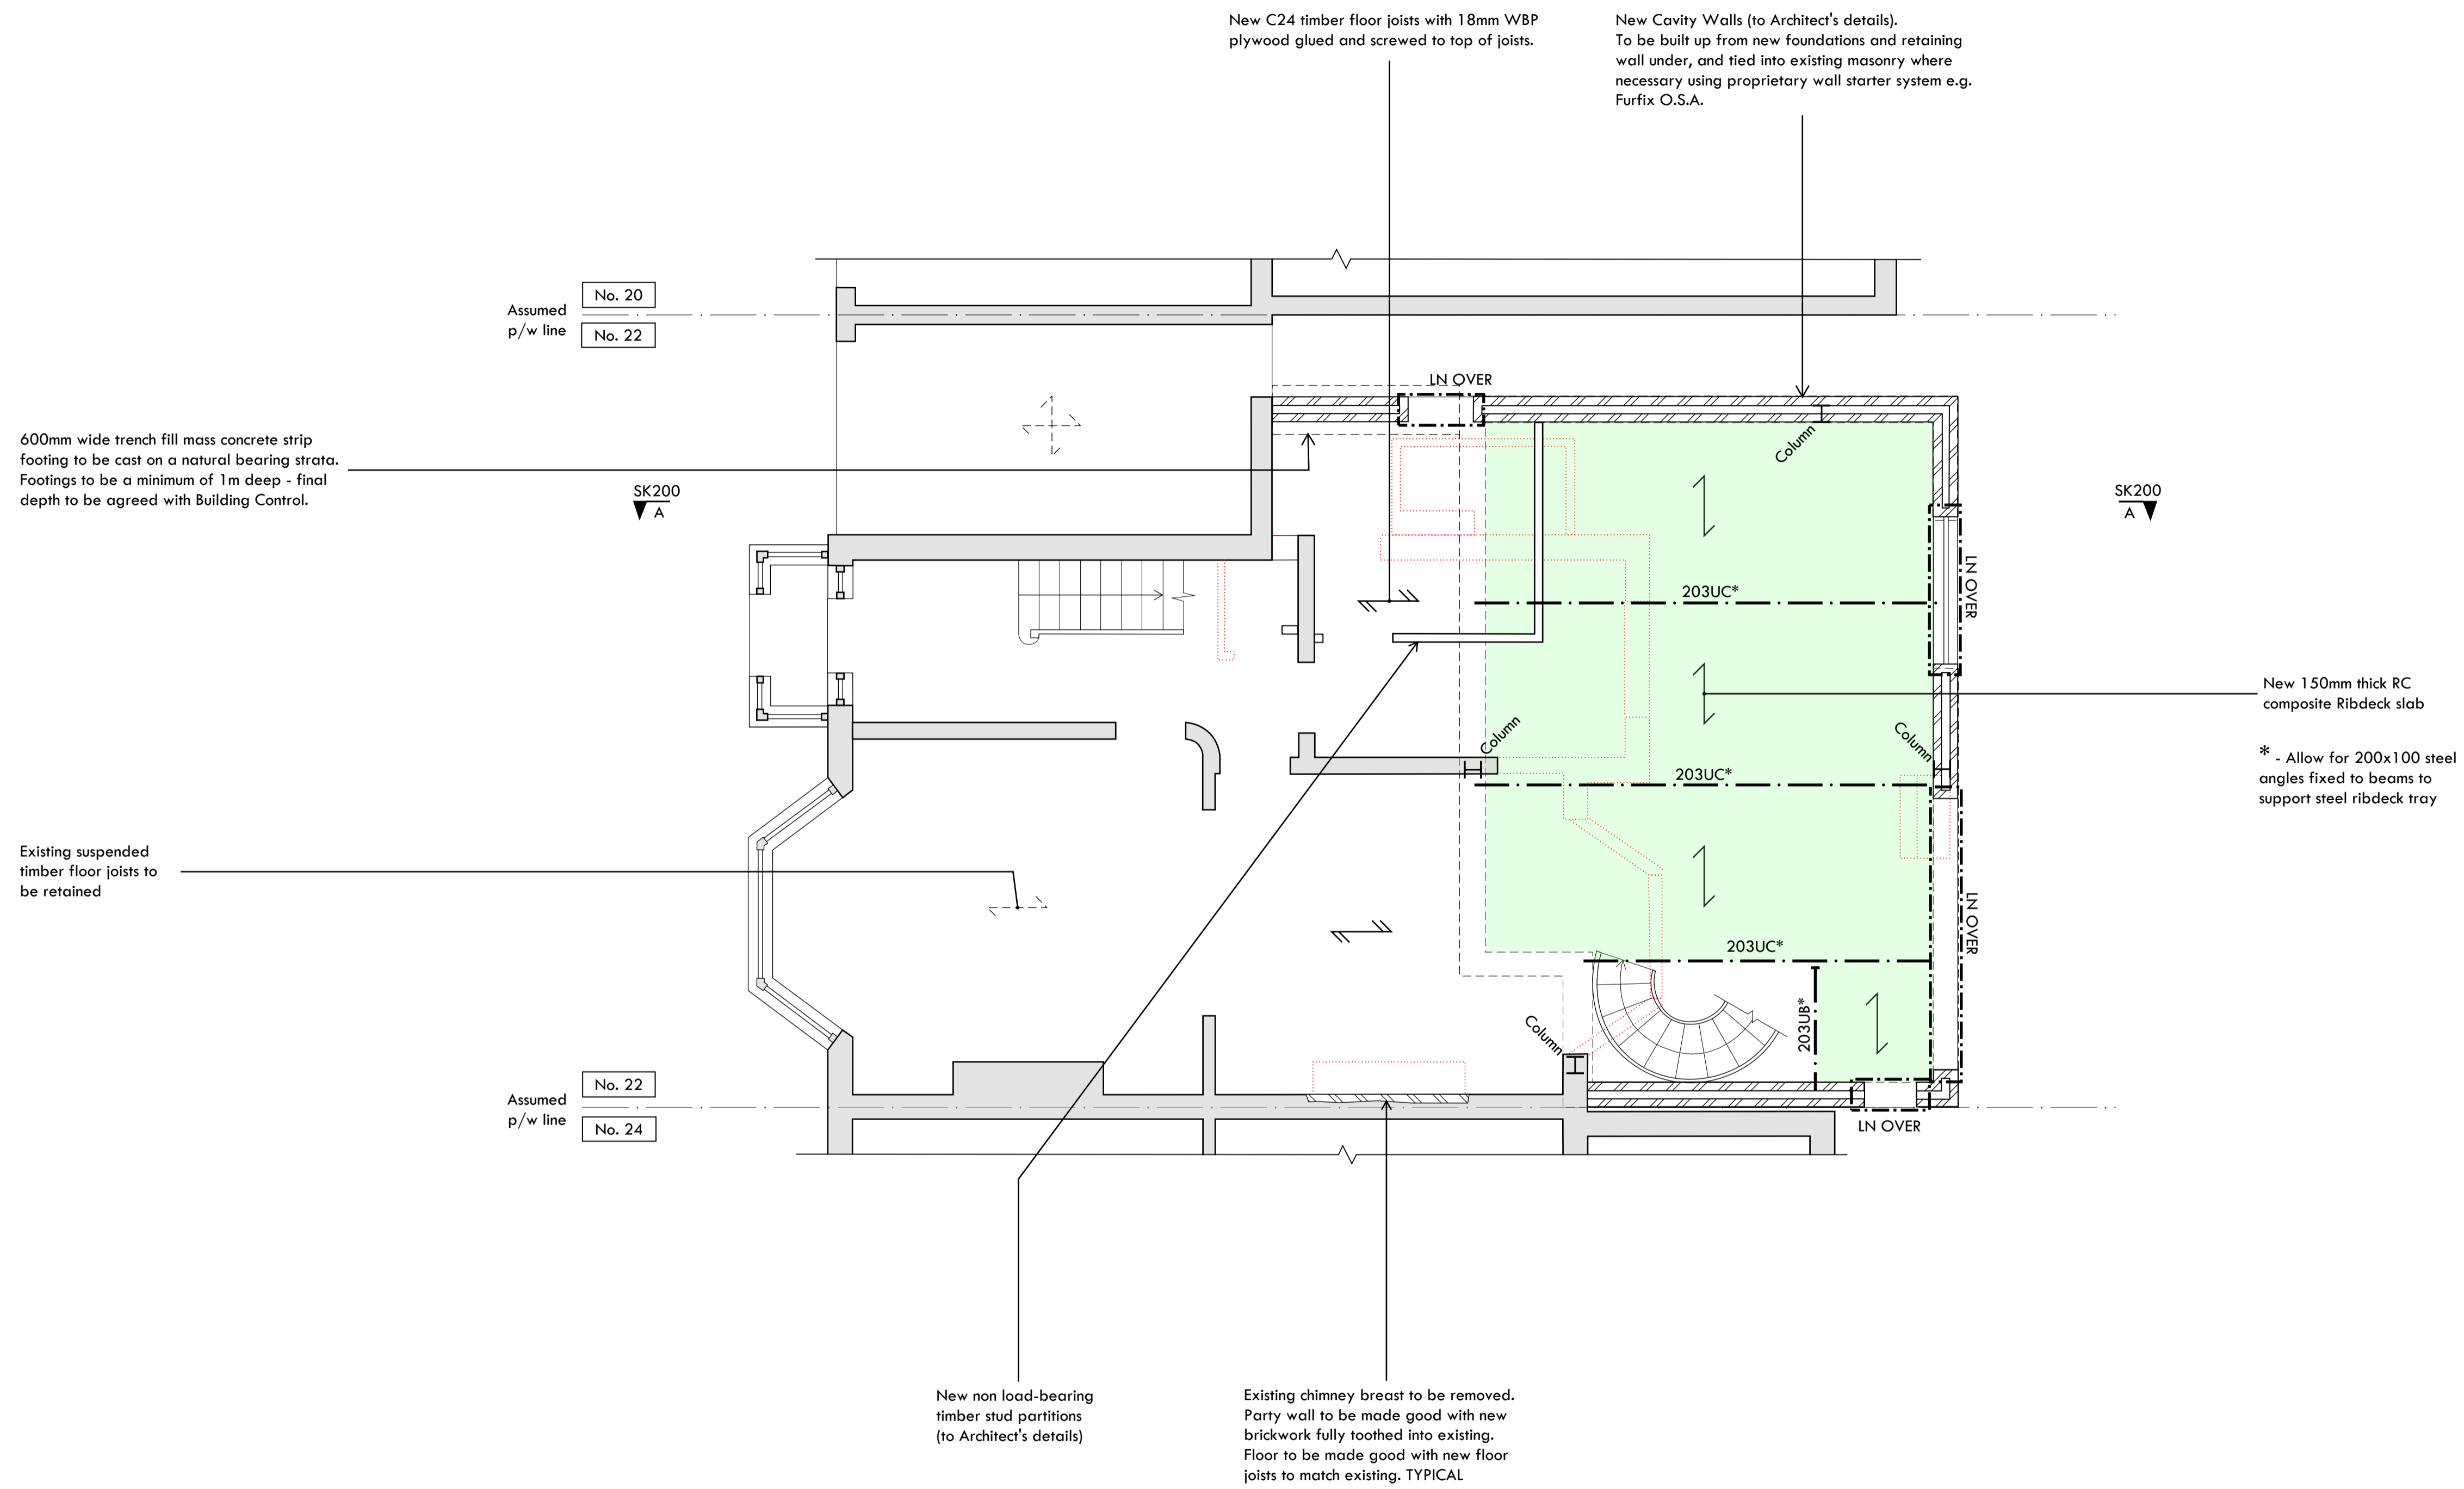 New C24 timber floor joists with 18mm WBP
plywood glued and screwed to top of joists.
New Cavity Walls (to Architect's details).
To be built up from new foundations and retaining
wall under, and tied into existing masonry where
necessary using proprietary wall starter system e.g.
Furfix O.S.A.
No. 20
Assumed
p/w line
No. 22
LN OVER
Column
600mm wide trench fill mass concrete strip
footing to be cast on a natural bearing strata.
Footings to be a minimum of 1m deep - final
depth to be agreed with Building Control.
SK200
A
SK200
A
LN OVER
203UC*
New 150mm thick RC
composite Ribdeck slab
Column
Column
* - Allow for 200x100 steel
angles fixed to beams to
support steel ribdeck tray
203UC*
Existing suspended
timber floor joists to
be retained
LN OVER
203UC*
203UB*
Column
No. 22
Assumed
p/w line
No. 24
LN OVER
New non load-bearing
timber stud partitions
(to Architect's details)
Existing chimney breast to be removed.
Party wall to be made good with new
brickwork fully toothed into existing.
Floor to be made good with new floor
joists to match existing. TYPICAL